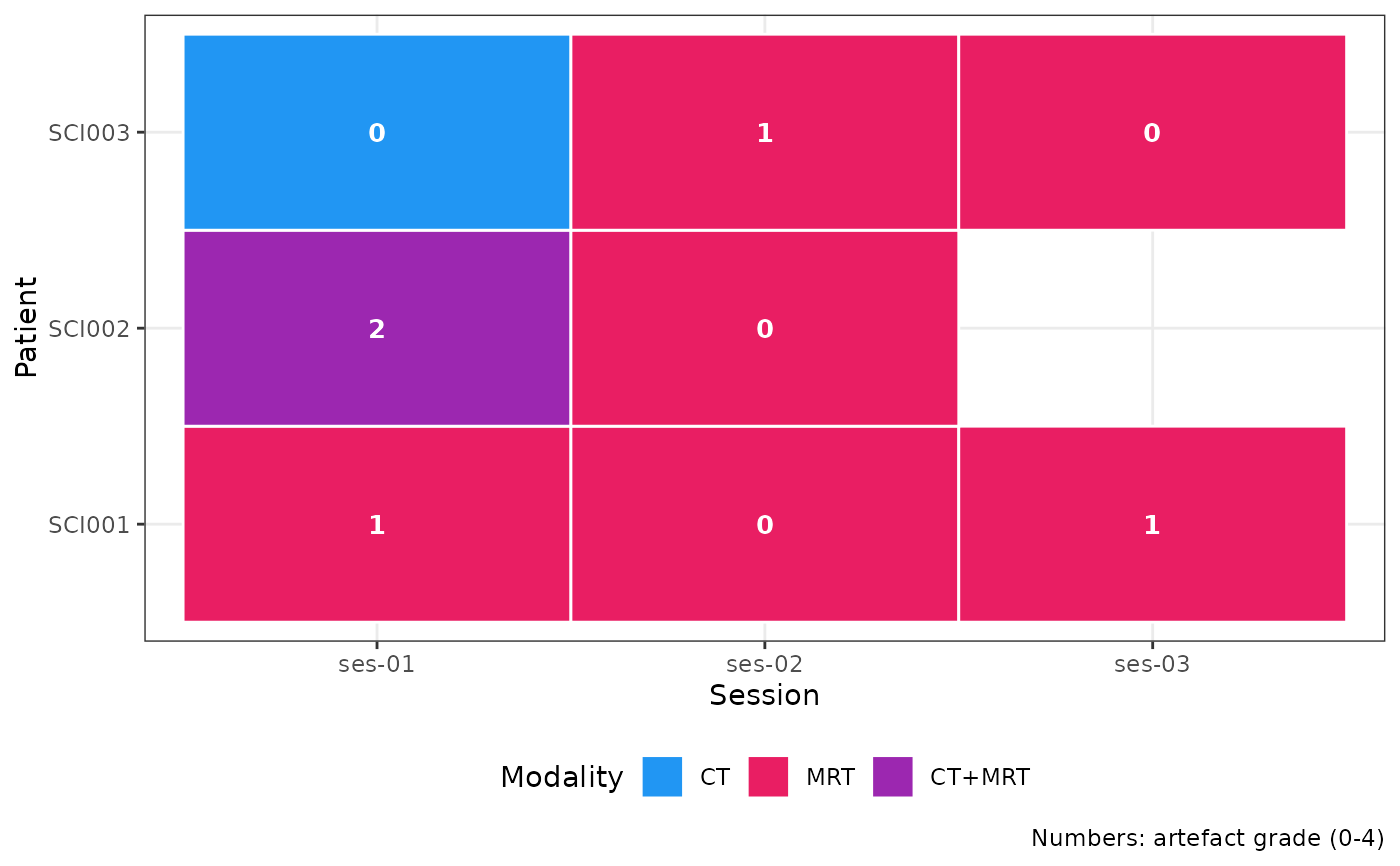 Patient
SCI003
0
1
0
SCI002
2
0
SCI001
1
0
1
ses-01
ses-02
ses-03
Session
Modality CT MRT CT+MRT
Numbers: artefact grade (0-4)